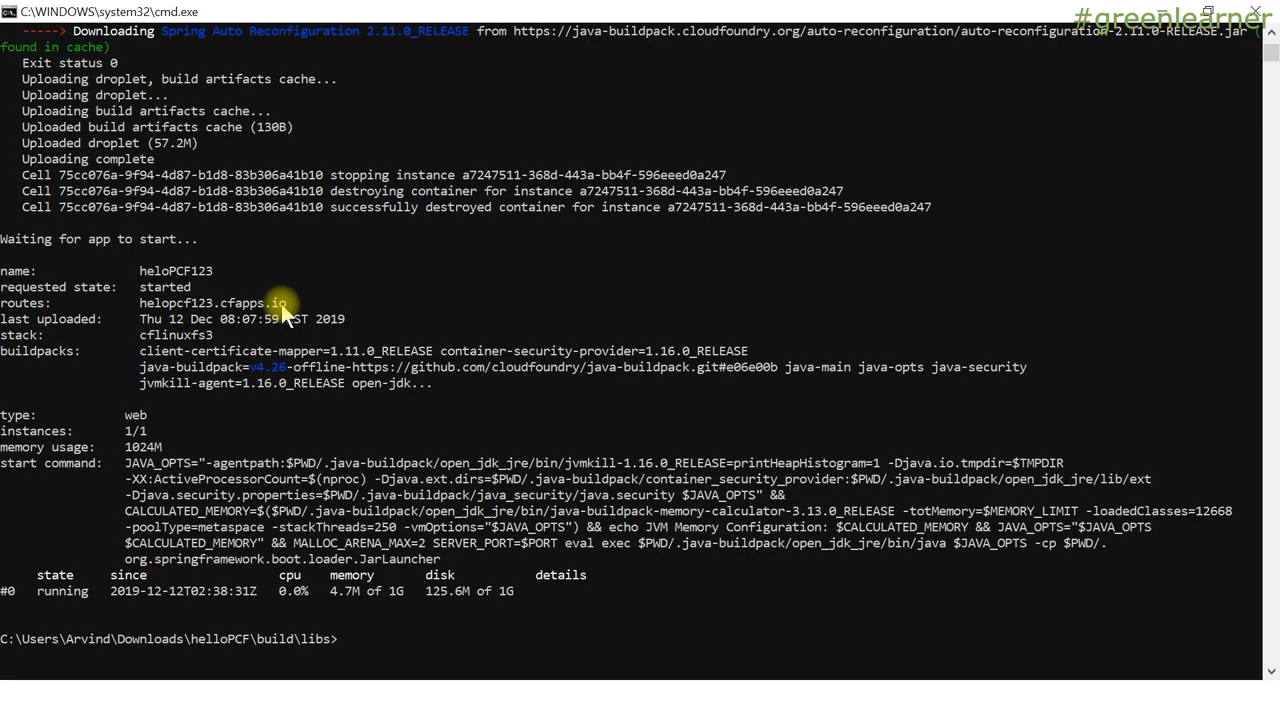 C:\WINDOWS\system32\cmd.exe
#greenlearner
-----> Downloading Spring Auto Reconfiguration 2.11.0_RELEASE from https://java-buildpack.cloudfoundry.org/auto-reconfiguration/auto-reconfiguration-2.11.0-RELEASE.jar (
found in cache)
Exit status 0
Uploading droplet, build artifacts cache...
Uploading droplet...
Uploading build artifacts cache...
Uploaded build artifacts cache (130B)
Uploaded droplet (57.2M)
Uploading complete
Cell 75cc076a-9f94-4d87-b1d8-83b306a41b10 stopping instance a7247511-368d-443a-bb4f-596eeed0a247
Cell 75cc076a-9f94-4d87-b1d8-83b306a41b10 destroying container for instance a7247511-368d-443a-bb4f-596eeed0a247
Cell 75cc076a-9f94-4d87-b1d8-83b306a41b10 successfully destroyed container for instance a7247511-368d-443a-bb4f-596eeed0a247
Waiting for app to start...
name: heloPCF123
requested state: started
routes: helopcf123.cfapps.io
last uploaded: Thu 12 Dec 08:07:59 ST 2019
stack: cflinuxfs3
buildpacks: client-certificate-mapper=1.11.0_RELEASE container-security-provider=1.16.0_RELEASE
java-buildpack=v4.26-offline-https://github.com/cloudfoundry/java-buildpack.git#e06e00b java-main java-opts java-security
jvmkill-agent=1.16.0_RELEASE open-jdk...
type: web
instances: 1/1
memory usage: 1024M
start command: JAVA_OPTS="-agentpath:$PWD/.java-buildpack/open_jdk_jre/bin/jvmkill-1.16.0_RELEASE=printHeapHistogram=1 -Djava.io.tmpdir=$TMPDIR
-XX:ActiveProcessorCount=$(nproc) -Djava.ext.dirs=$PWD/.java-buildpack/container_security_provider:$PWD/.java-buildpack/open_jdk_jre/lib/ext
-Djava.security.properties=$PWD/.java-buildpack/java_security/java.security $JAVA_OPTS" &&
CALCULATED_MEMORY=$($PWD/.java-buildpack/open_jdk_jre/bin/java-buildpack-memory-calculator-3.13.0_RELEASE -totMemory=$MEMORY_LIMIT -loadedClasses=12668
-poolType=metaspace -stackThreads=250 -vmOptions="$JAVA_OPTS") && echo JVM Memory Configuration: $CALCULATED_MEMORY && JAVA_OPTS="$JAVA_OPTS
$CALCULATED_MEMORY" && MALLOC_ARENA_MAX=2 SERVER_PORT=$PORT eval exec $PWD/.java-buildpack/open_jdk_jre/bin/java $JAVA_OPTS -cp $PWD/.
org.springframework.boot.loader.JarLauncher
state since cpu memory disk details
#0 running 2019-12-12T02:38:31Z 0.0% 4.7M of 1G 125.6M of 1G
C:\Users\Arvind\Downloads\helloPCF\build\libs>